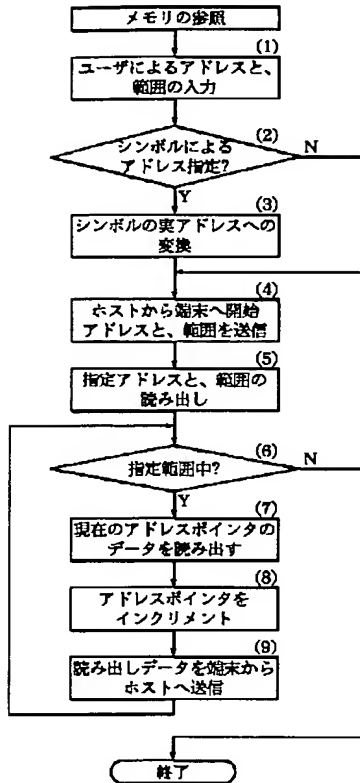 メモリの参照
(1)
ユーザによるアドレスと、
範囲の入力
(2)
シンボルによる
アドレス指定?
N
Y
(3)
シンボルの実アドレスへの
変換
(4)
ホストから端末へ開始
アドレスと、範囲を送信
(5)
指定アドレスと、範囲の
読み出し
(6)
指定範囲中?
N
Y
(7)
現在のアドレスポインタの
データを読み出す
(8)
アドレスポインタを
インクリメント
(9)
読み出しデータを端末から
ホストへ送信
終了